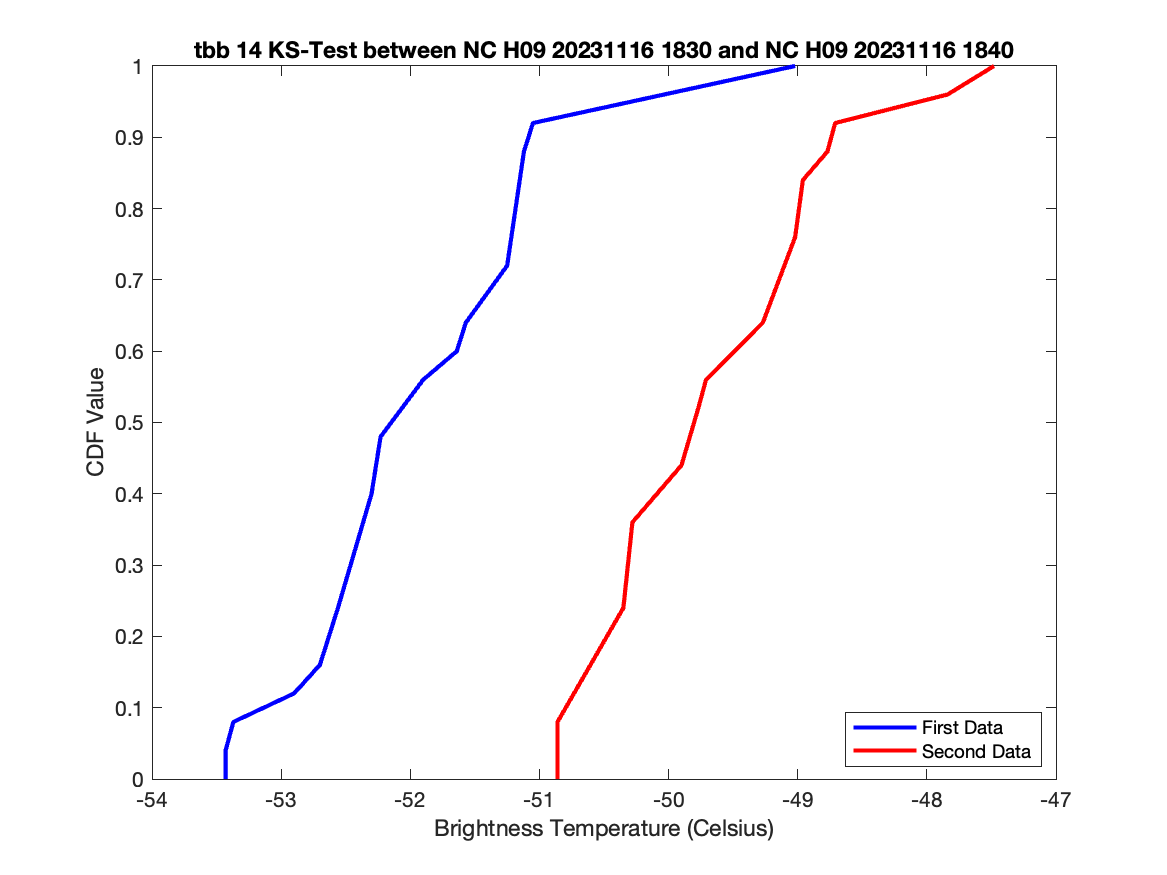 tbb 14 KS-Test between NC H09 20231116 1830 and NC H09 20231116 1840
1
0.9
0.8
0.7
0.6
0.5
0.4
0.3
0.2
0.1
0
CDF Value
First Data
Second Data
-54 -53 -52 -51 -50 -49 -48 -47
Brightness Temperature (Celsius)